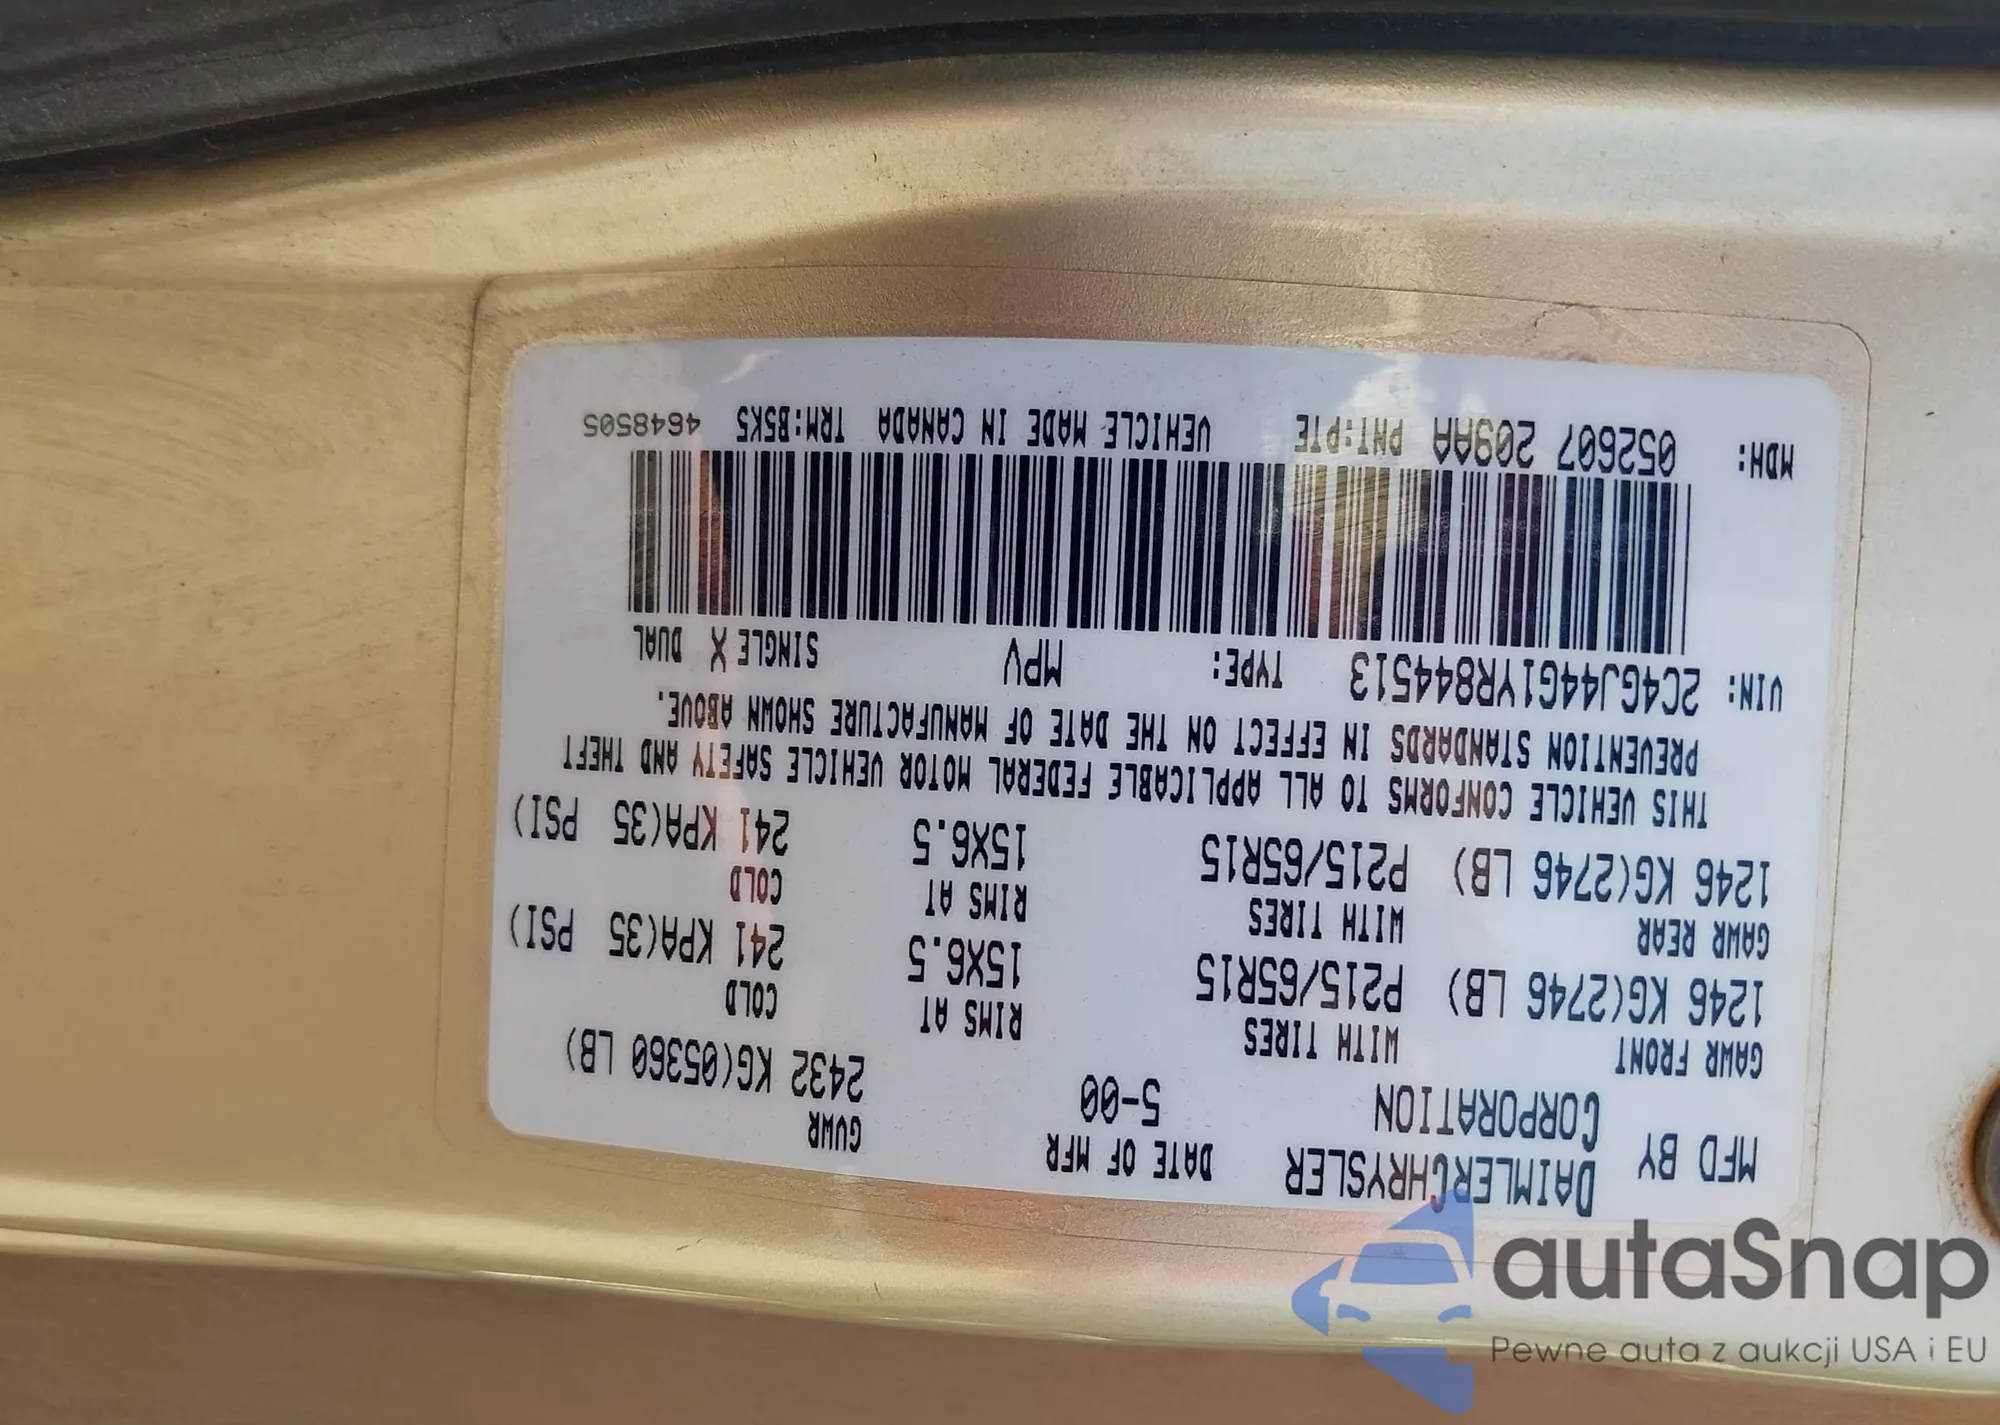 MFD BY DAIMLERCHRYSLER CORPORATION DATE OF MFR 5-00 GVWR 2432 KG(05360 LB)
GAWR FRONT WITH TIRES RIMS AT COLD
1246 KG(2746 LB) P215/65R15 15X6.5 241 KPA(35 PSI)
GAWR REAR WITH TIRES RIMS AT COLD
1246 KG(2746 LB) P215/65R15 15X6.5 241 KPA(35 PSI)
THIS VEHICLE CONFORMS TO ALL APPLICABLE FEDERAL MOTOR VEHICLE SAFETY AND THEFT
PREVENTION STANDARDS IN EFFECT ON THE DATE OF MANUFACTURE SHOWN ABOVE.
VIN: 2C4GJ44G1YR844513 TYPE: MPV SINGLE X DUAL
MDH: 052607 209AA PNT:PTE VEHICLE MADE IN CANADA TRM:B5K5 4648505
autaSnap
Pewne auta z aukcji USA i EU